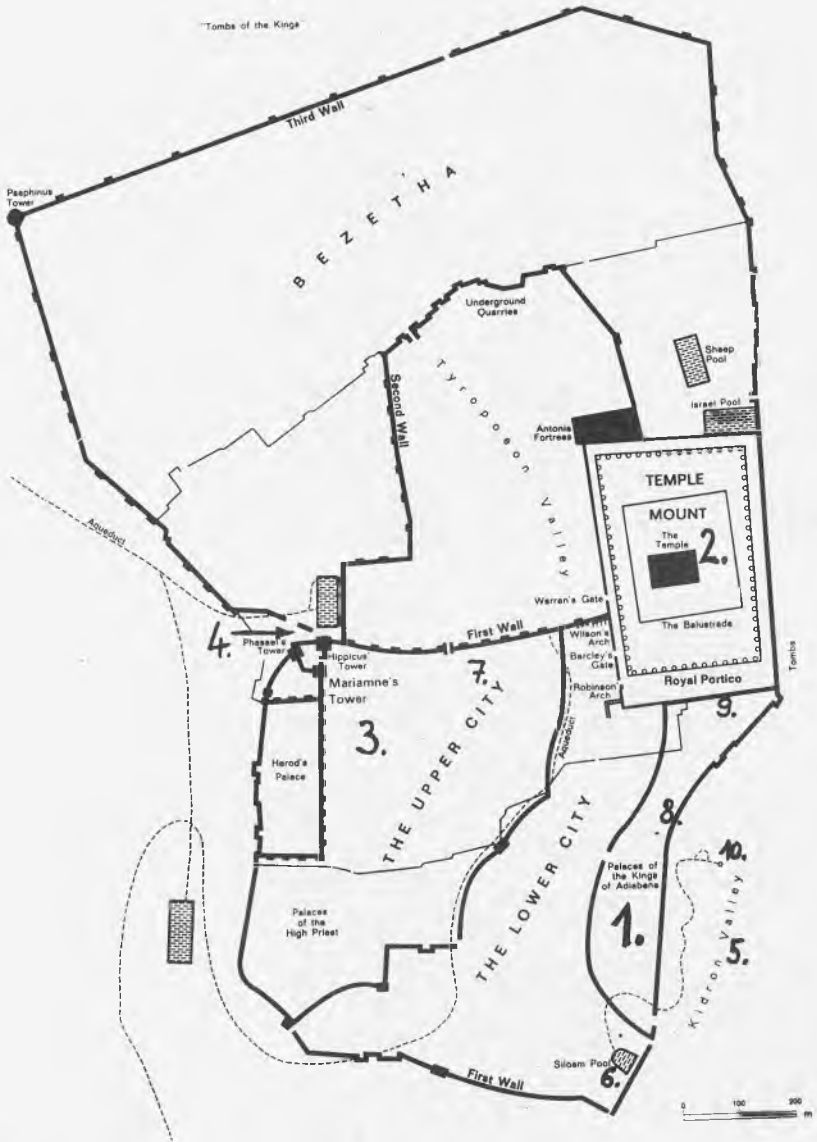 "Tombs of the Kings"
Third Wall
Psephinus
Tower
BEZETHA
Underground
Quarries
Sheep
Pool
Israel Pool
Second Wall
Tyropoeon Valley
Antonia
Fortress
TEMPLE
MOUNT
The
Temple
2.
Aqueduct
Warren's Gate
The Balustrade
First Wall
Wilson's
Arch
4.
Phasael's
Tower
Hippicus
Tower
7.
Barcley's
Gate
Tombs
Mariamne's
Tower
Robinson
Arch
Royal Portico
9.
3.
Aqueduct
Herod's
Palace
THE UPPER CITY
8.
THE LOWER CITY
Palaces of
the Kings
of Adiabene
10.
1.
Kidron Valley
5.
Palaces
of the
High Priest
Siloam Pool
6.
First Wall
0 100 200
m